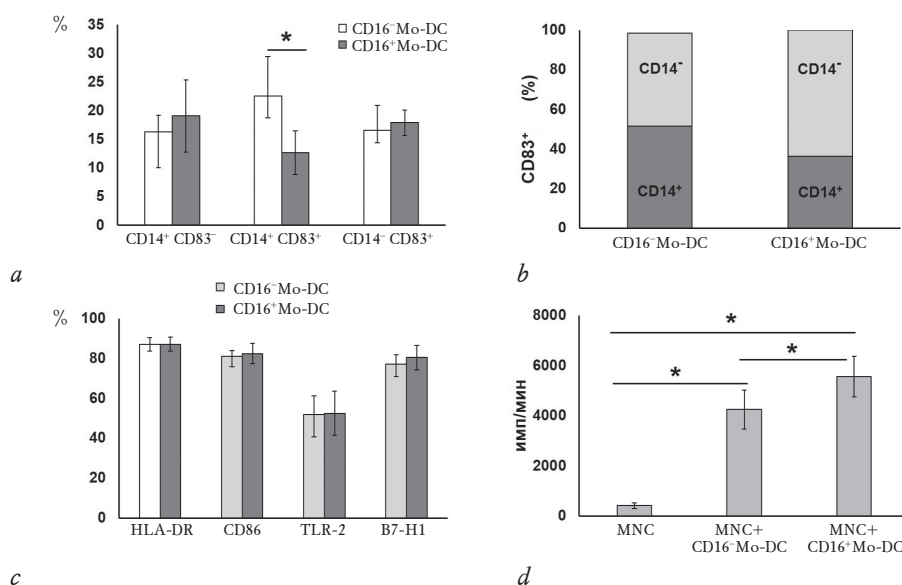 %
35
30
25
20
15
10
5
0
*
CD16⁻Mo-DC
CD16⁺Mo-DC
CD14⁺ CD83⁻
CD14⁺ CD83⁺
CD14⁻ CD83⁺
a
CD83⁺ (%)
100
80
60
40
20
0
CD14⁻
CD14⁺
CD14⁻
CD14⁺
CD16⁻Mo-DC
CD16⁺Mo-DC
b
%
CD16⁻Mo-DC
CD16⁺Mo-DC
100
80
60
40
20
0
HLA-DR
CD86
TLR-2
B7-H1
c
имп/мин
8000
6000
4000
2000
0
*
*
*
MNC
MNC+
CD16⁻Mo-DC
MNC+
CD16⁺Mo-DC
d